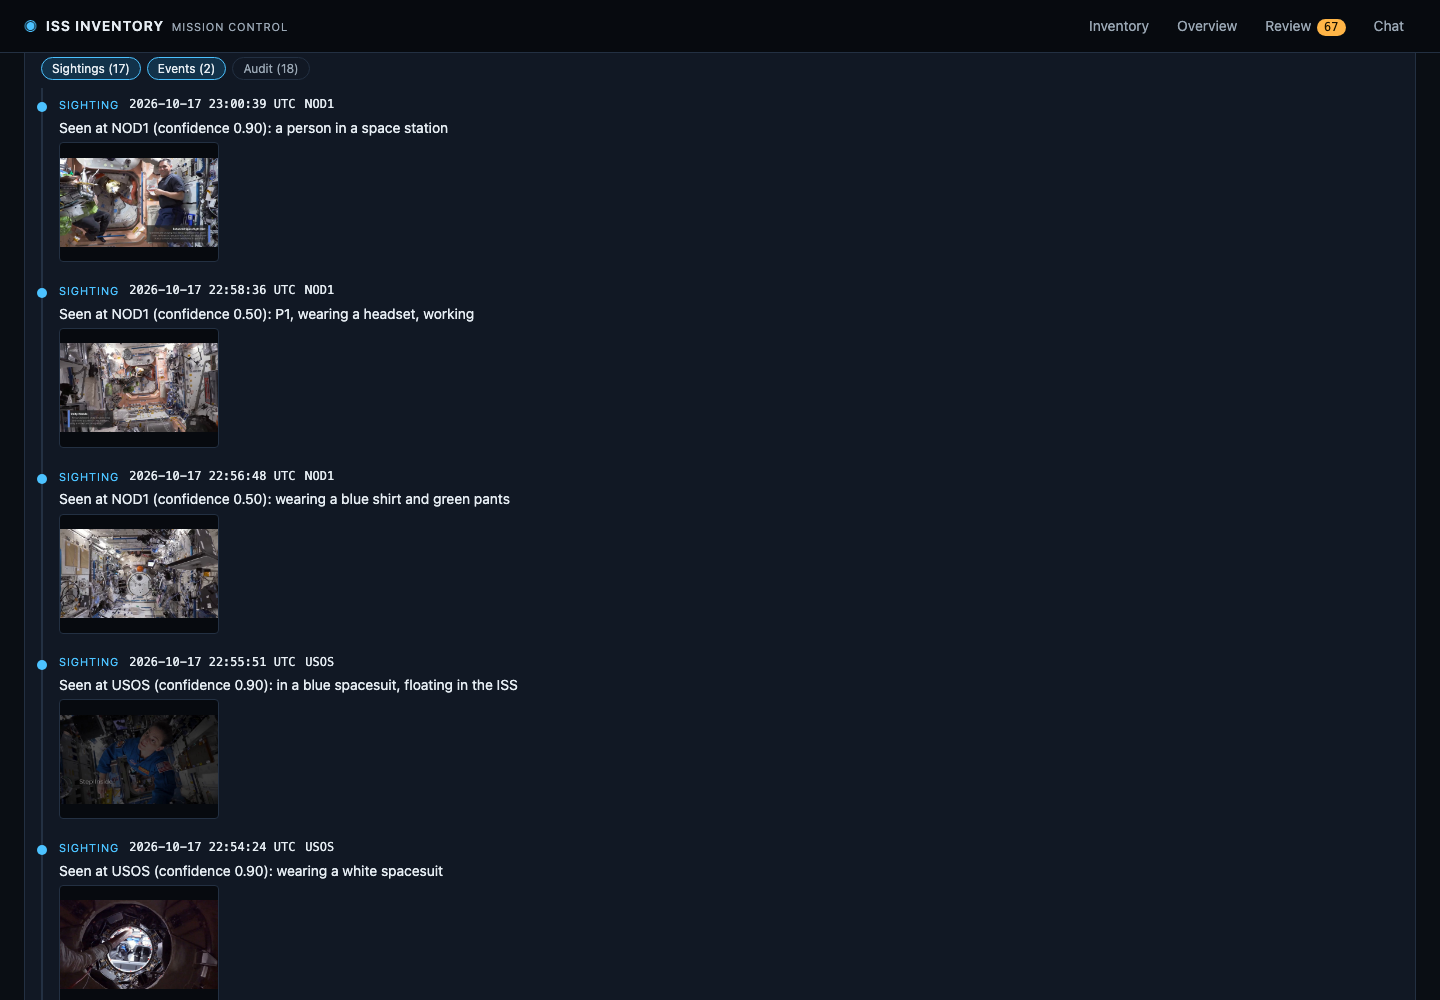 ISS INVENTORY MISSION CONTROL
Inventory Overview Review 67 Chat
Sightings (17) Events (2) Audit (18)
SIGHTING 2026-10-17 23:00:39 UTC NOD1
Seen at NOD1 (confidence 0.90): a person in a space station
SIGHTING 2026-10-17 22:58:36 UTC NOD1
Seen at NOD1 (confidence 0.50): P1, wearing a headset, working
SIGHTING 2026-10-17 22:56:48 UTC NOD1
Seen at NOD1 (confidence 0.50): wearing a blue shirt and green pants
SIGHTING 2026-10-17 22:55:51 UTC USOS
Seen at USOS (confidence 0.90): in a blue spacesuit, floating in the ISS
SIGHTING 2026-10-17 22:54:24 UTC USOS
Seen at USOS (confidence 0.90): wearing a white spacesuit